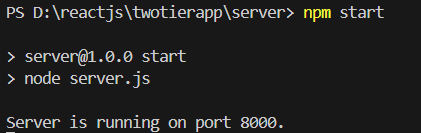 PS D:\reactjs\twotierapp\server> npm start
> server@1.0.0 start
> node server.js
Server is running on port 8000.